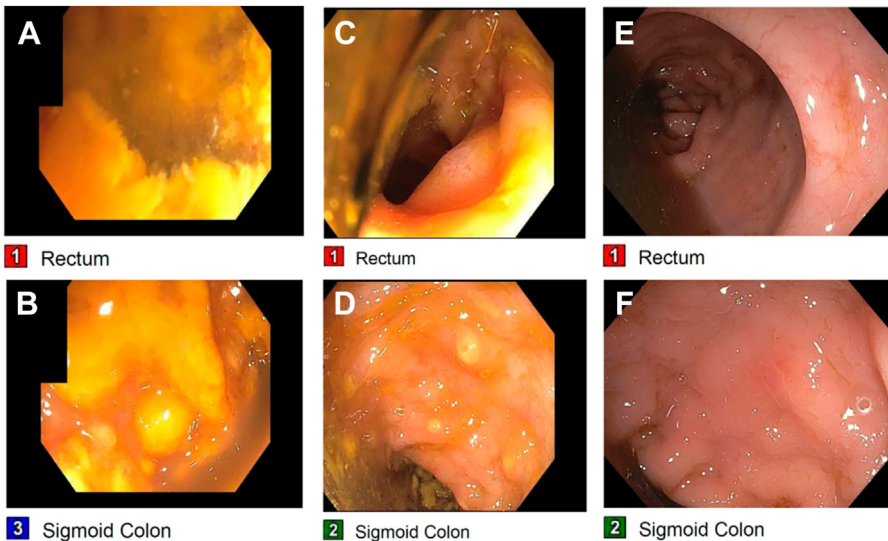 A
C
E
1 Rectum
1 Rectum
1 Rectum
B
D
F
3 Sigmoid Colon
2 Sigmoid Colon
2 Sigmoid Colon